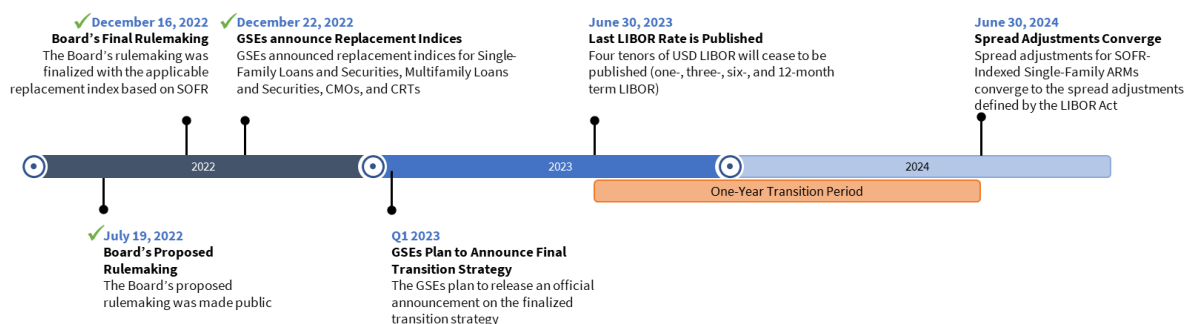 December 16, 2022
Board's Final Rulemaking
The Board's rulemaking was
finalized with the applicable
replacement index based on SOFR
December 22, 2022
GSEs announce Replacement Indices
GSEs announced replacement indices for Single-
Family Loans and Securities, Multifamily Loans
and Securities, CMOs, and CRTs
June 30, 2023
Last LIBOR Rate is Published
Four tenors of USD LIBOR will cease to be
published (one-, three-, six-, and 12-month
term LIBOR)
June 30, 2024
Spread Adjustments Converge
Spread adjustments for SOFR-
Indexed Single-Family ARMs
converge to the spread adjustments
defined by the LIBOR Act
2022
2023
2024
One-Year Transition Period
July 19, 2022
Board's Proposed
Rulemaking
The Board's proposed
rulemaking was made public
Q1 2023
GSEs Plan to Announce Final
Transition Strategy
The GSEs plan to release an official
announcement on the finalized
transition strategy